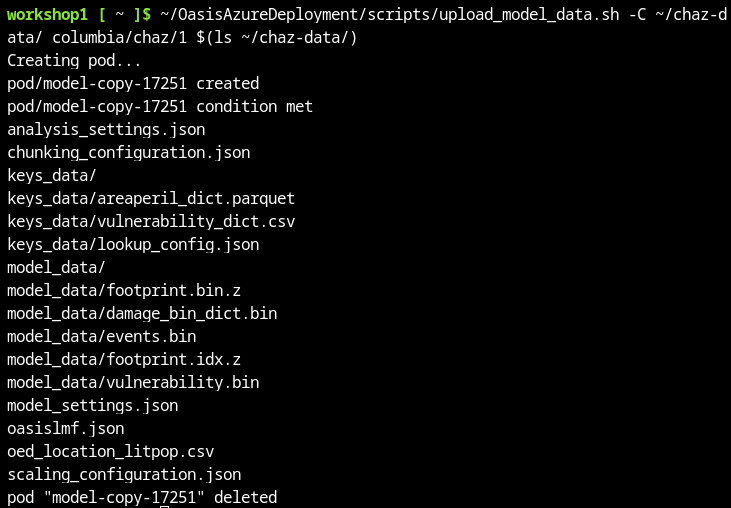 workshop1 [ ~ ]$ ~/OasisAzureDeployment/scripts/upload_model_data.sh -C ~/chaz-d
ata/ columbia/chaz/1 $(ls ~/chaz-data/)
Creating pod...
pod/model-copy-17251 created
pod/model-copy-17251 condition met
analysis_settings.json
chunking_configuration.json
keys_data/
keys_data/areaperil_dict.parquet
keys_data/vulnerability_dict.csv
keys_data/lookup_config.json
model_data/
model_data/footprint.bin.z
model_data/damage_bin_dict.bin
model_data/events.bin
model_data/footprint.idx.z
model_data/vulnerability.bin
model_settings.json
oasislmf.json
oed_location_litpop.csv
scaling_configuration.json
pod "model-copy-17251" deleted